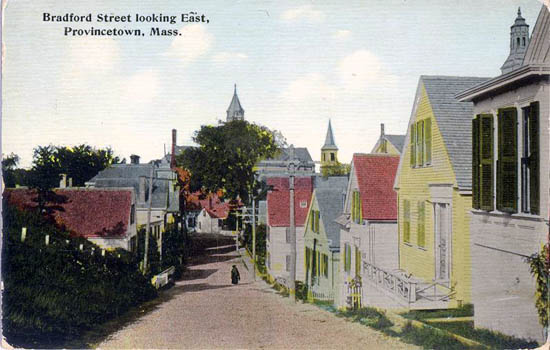 Bradford Street looking East,
Provincetown, Mass.